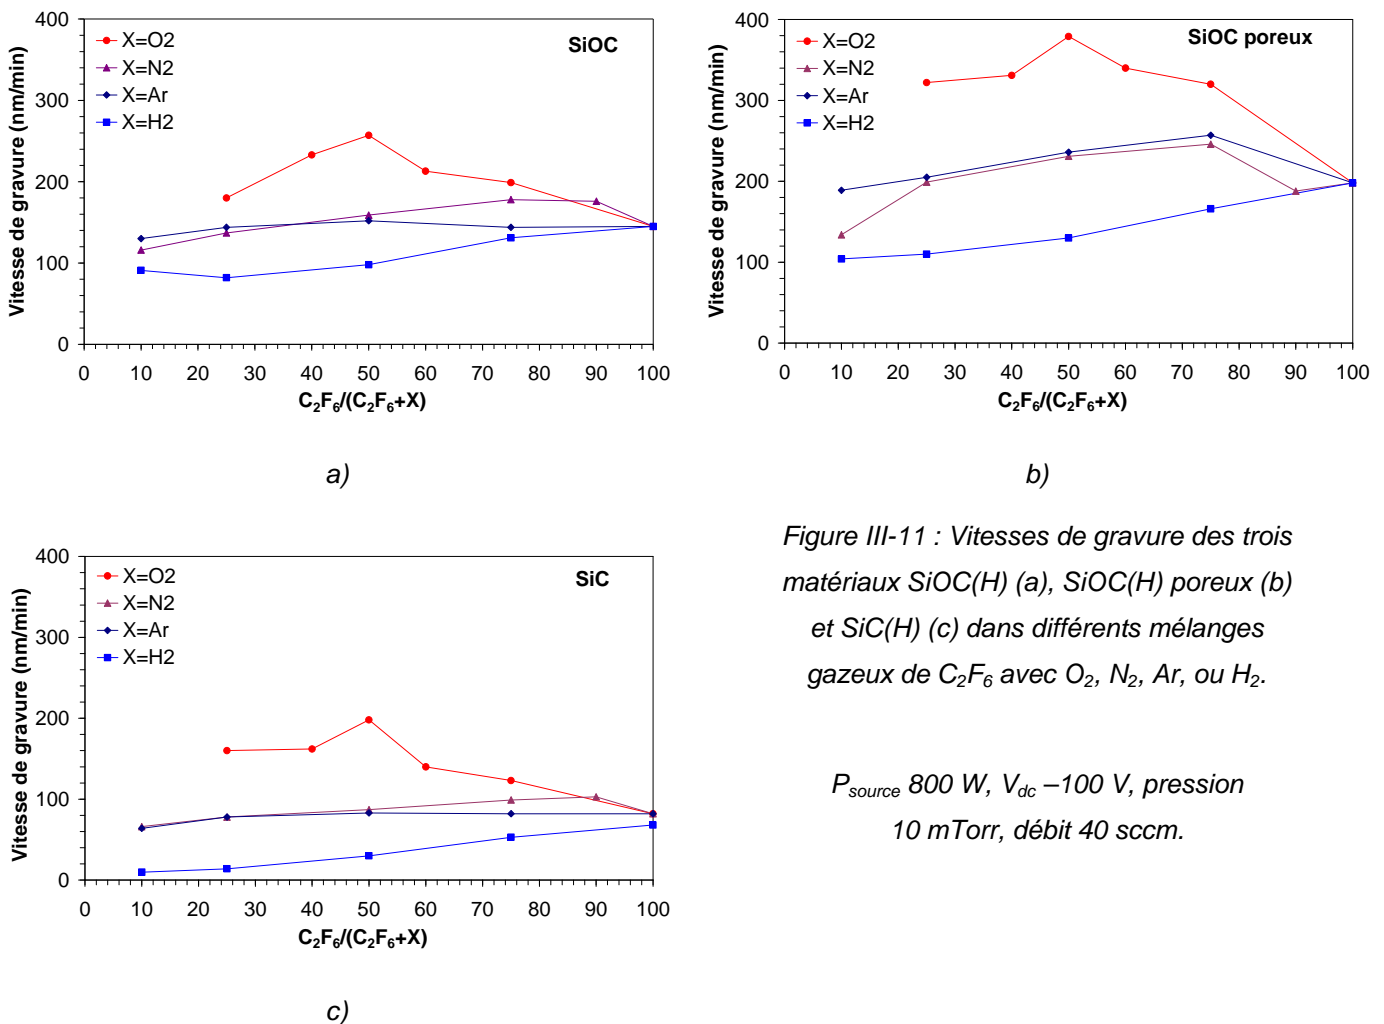 400
300
200
100
0
Vitesse de gravure (nm/min)
X=O2
X=N2
X=Ar
X=H2
SiOC
0 10 20 30 40 50 60 70 80 90 100
C₂F₆/(C₂F₆+X)
a)
400
300
200
100
0
Vitesse de gravure (nm/min)
X=O2
X=N2
X=Ar
X=H2
SiOC poreux
0 10 20 30 40 50 60 70 80 90 100
C₂F₆/(C₂F₆+X)
b)
400
300
200
100
0
Vitesse de gravure (nm/min)
X=O2
X=N2
X=Ar
X=H2
SiC
0 10 20 30 40 50 60 70 80 90 100
C₂F₆/(C₂F₆+X)
c)
Figure III-11 : Vitesses de gravure des trois
matériaux SiOC(H) (a), SiOC(H) poreux (b)
et SiC(H) (c) dans différents mélanges
gazeux de C₂F₆ avec O₂, N₂, Ar, ou H₂.
Psource 800 W, Vdc –100 V, pression
10 mTorr, débit 40 sccm.